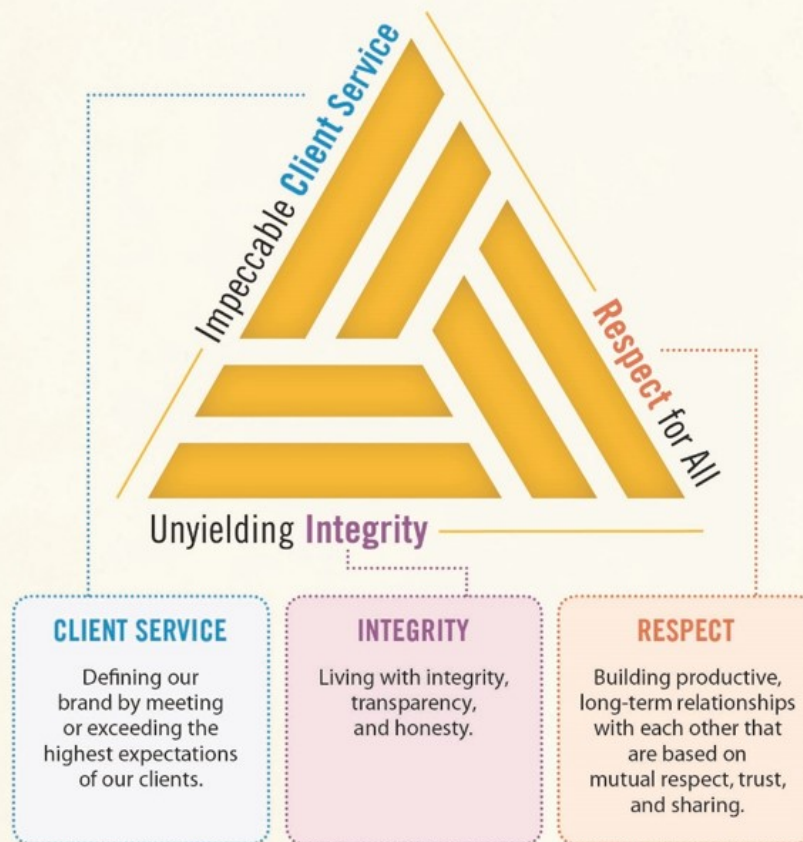 Impeccable Client Service
Respect for All
Unyielding Integrity
CLIENT SERVICE
Defining our
brand by meeting
or exceeding the
highest expectations
of our clients.
INTEGRITY
Living with integrity,
transparency,
and honesty.
RESPECT
Building productive,
long-term relationships
with each other that
are based on
mutual respect, trust,
and sharing.